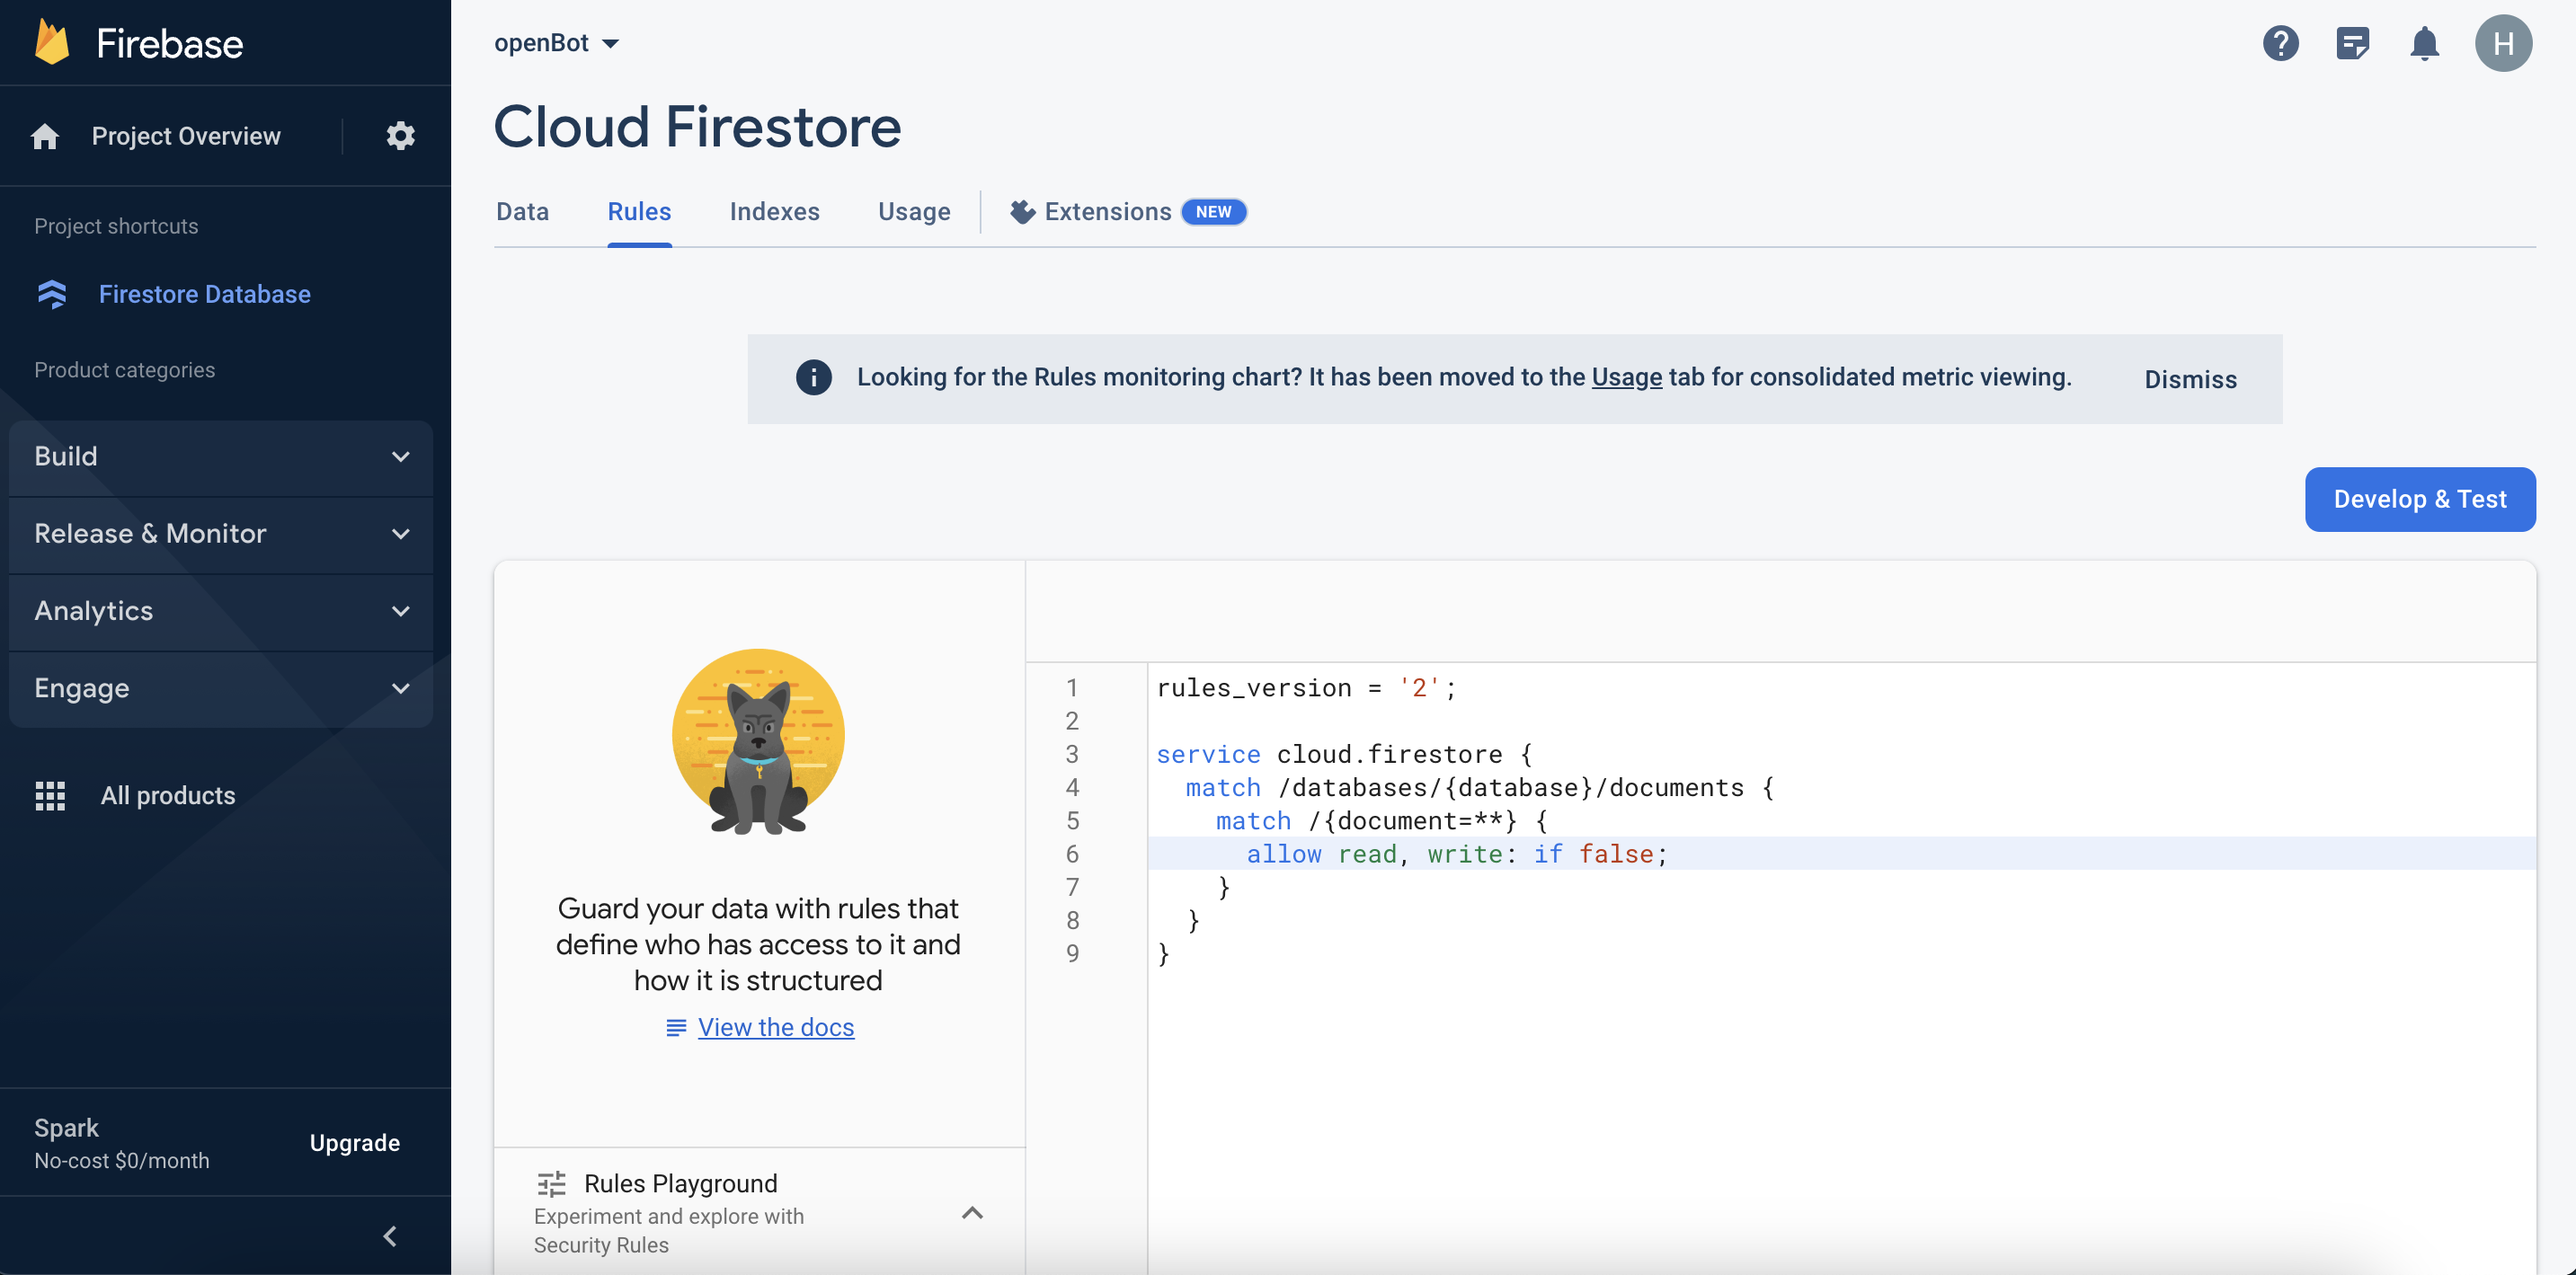 Firebase
Project Overview
Project shortcuts
Firestore Database
Product categories
Build
Release & Monitor
Analytics
Engage
All products
Spark
No-cost $0/month
Upgrade
openBot
H
Cloud Firestore
Data Rules Indexes Usage Extensions NEW
Looking for the Rules monitoring chart? It has been moved to the Usage tab for consolidated metric viewing. Dismiss
Develop & Test
Guard your data with rules that
define who has access to it and
how it is structured
View the docs
Rules Playground
Experiment and explore with
Security Rules
1 rules_version = '2';
2
3 service cloud.firestore {
4   match /databases/{database}/documents {
5     match /{document=**} {
6       allow read, write: if false;
7     }
8   }
9 }